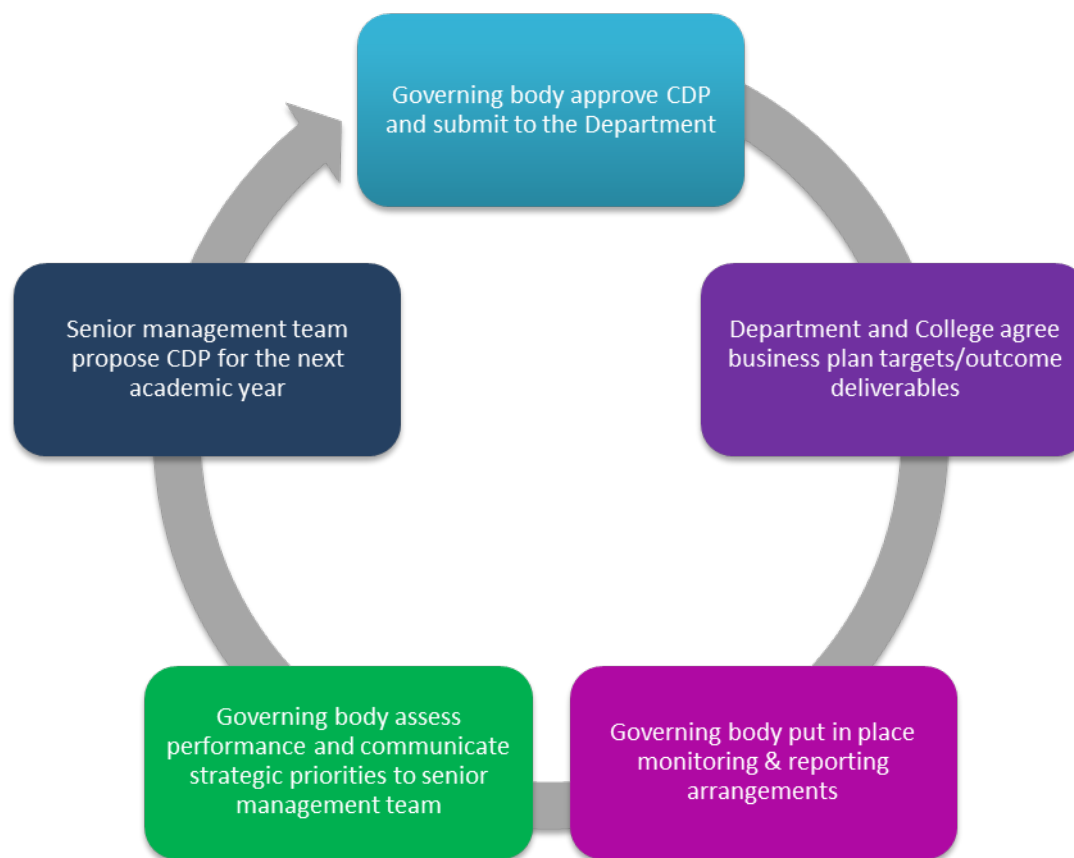 Governing body approve CDP
and submit to the Department
Department and College agree
business plan targets/outcome
deliverables
Governing body put in place
monitoring & reporting
arrangements
Governing body assess
performance and communicate
strategic priorities to senior
management team
Senior management team
propose CDP for the next
academic year